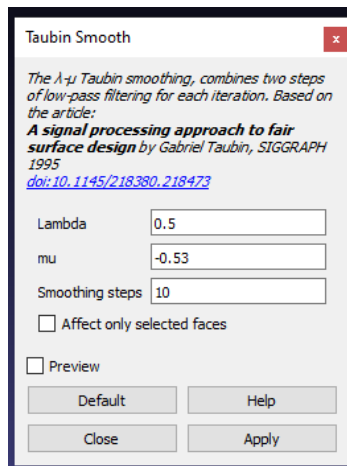 Taubin Smooth
x
The λ-μ Taubin smoothing, combines two steps
of low-pass filtering for each iteration. Based on
the article:
A signal processing approach to fair
surface design by Gabriel Taubin, SIGGRAPH
1995
doi:10.1145/218380.218473
Lambda 0.5
mu -0.53
Smoothing steps 10
Affect only selected faces
Preview
Default Help
Close Apply